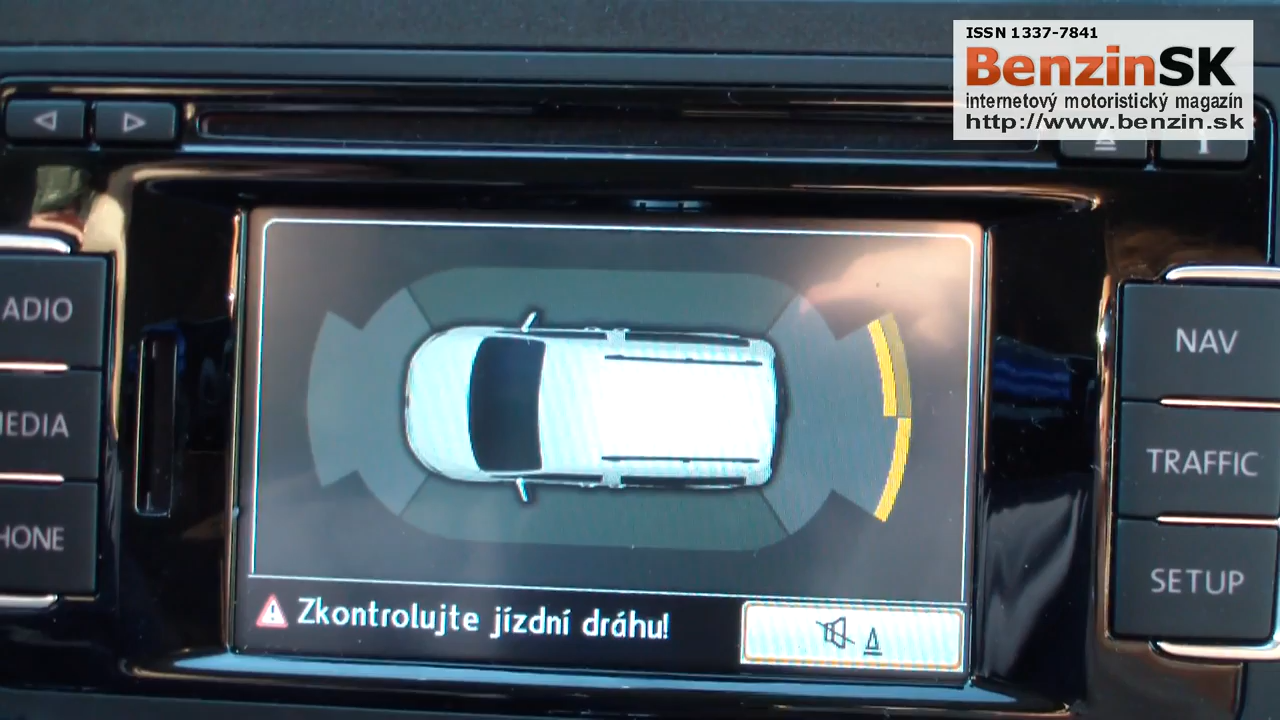 ISSN 1337-7841
BenzinSK
internetový motoristický magazín
http://www.benzin.sk
ADIO
NAV
EDIA
TRAFFIC
HONE
SETUP
Zkontrolujte jízdní dráhu!